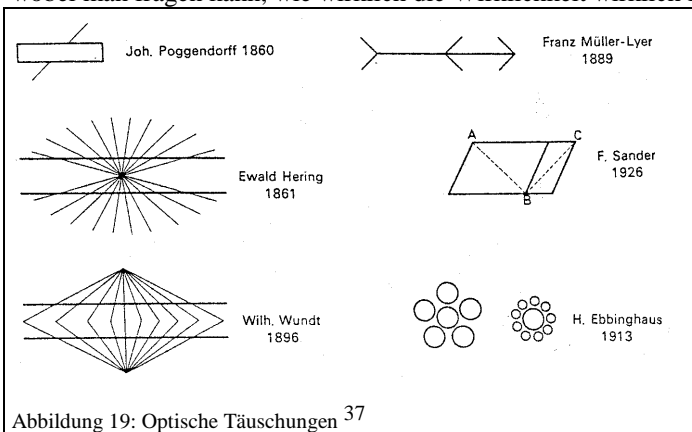 Joh. Poggendorff 1860
Franz Müller-Lyer
1889
Ewald Hering
1861
A
C
B
F. Sander
1926
Wilh. Wundt
1896
H. Ebbinghaus
1913
Abbildung 19: Optische Täuschungen 37